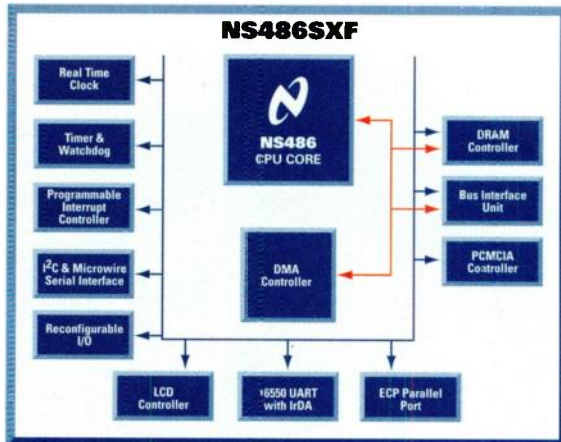 NS486SXF
Real Time
Clock
Timer &
Watchdog
Programmable
Interrupt
Controller
I²C & Microwire
Serial Interface
Reconfigurable
I/O
NS486
CPU CORE
DMA
Controller
DRAM
Controller
Bus Interface
Unit
PCMCIA
Controller
LCD
Controller
16550 UART
with IrDA
ECP Parallel
Port